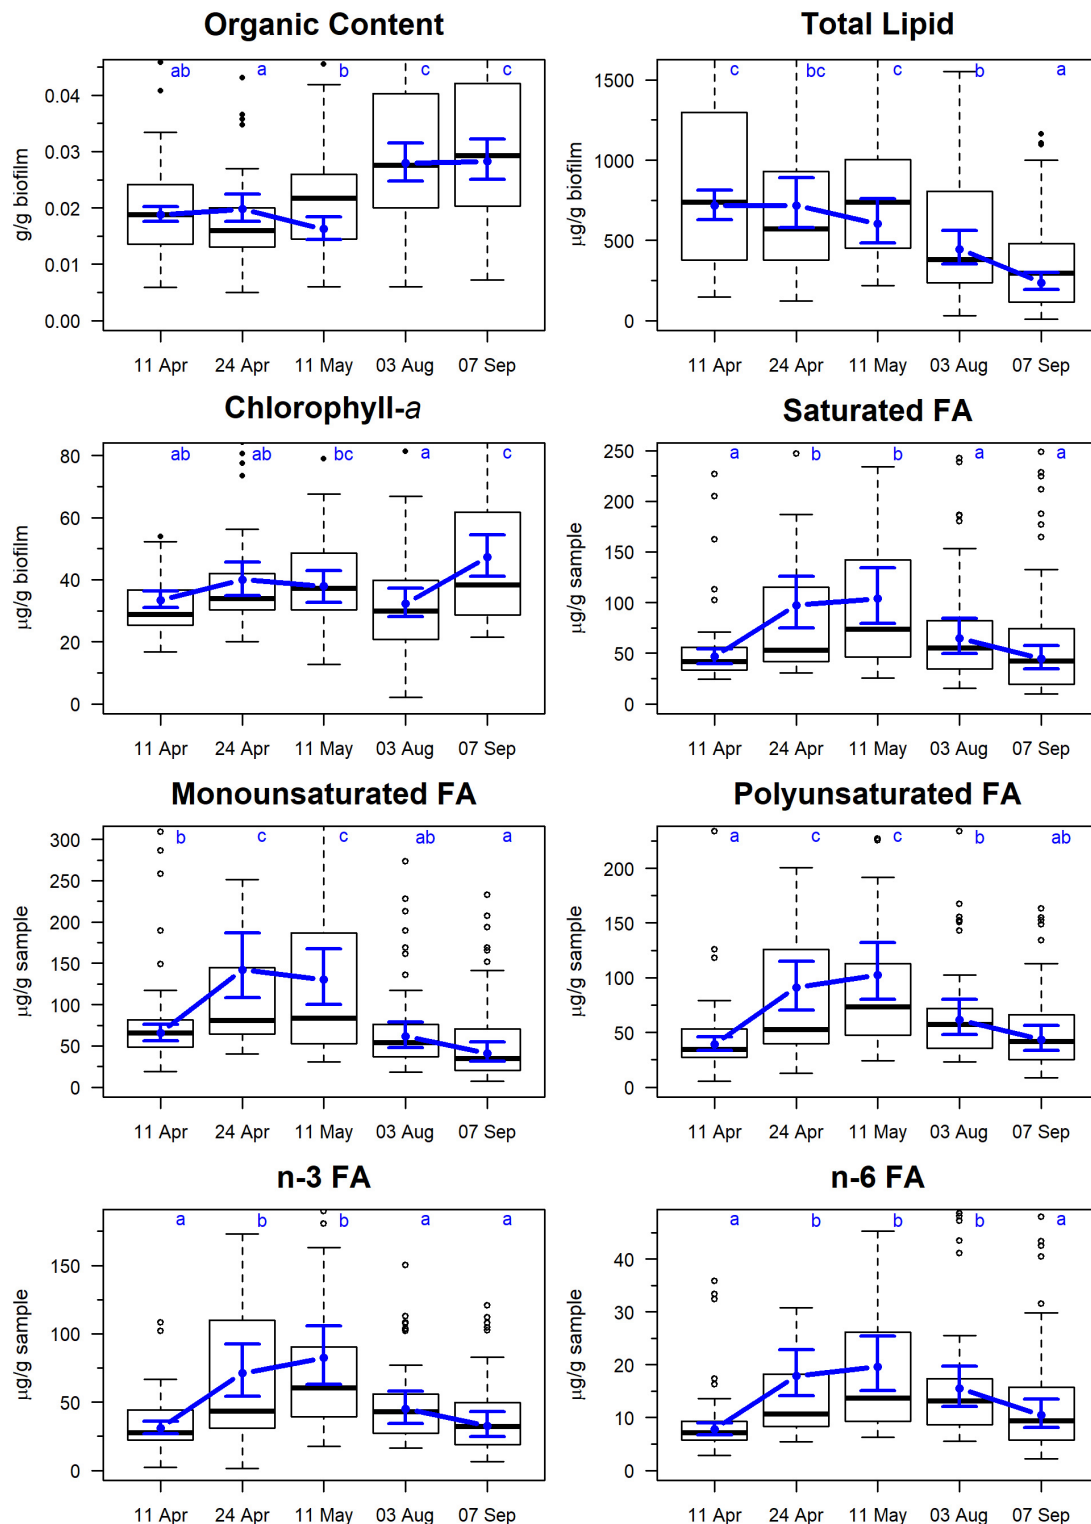 Organic Content
g/g biofilm
0.04
0.03
0.02
0.01
0.00
ab a b c c
11 Apr 24 Apr 11 May 03 Aug 07 Sep
Total Lipid
µg/g biofilm
1500
1000
500
0
c bc c b a
11 Apr 24 Apr 11 May 03 Aug 07 Sep
Chlorophyll-a
µg/g biofilm
80
60
40
20
0
ab ab bc a c
11 Apr 24 Apr 11 May 03 Aug 07 Sep
Saturated FA
µg/g sample
250
200
150
100
50
0
a b b a a
11 Apr 24 Apr 11 May 03 Aug 07 Sep
Monounsaturated FA
µg/g sample
300
250
200
150
100
50
0
b c c ab a
11 Apr 24 Apr 11 May 03 Aug 07 Sep
Polyunsaturated FA
µg/g sample
200
150
100
50
0
a c c b ab
11 Apr 24 Apr 11 May 03 Aug 07 Sep
n-3 FA
µg/g sample
150
100
50
0
a b b a a
11 Apr 24 Apr 11 May 03 Aug 07 Sep
n-6 FA
µg/g sample
40
30
20
10
0
a b b b a
11 Apr 24 Apr 11 May 03 Aug 07 Sep